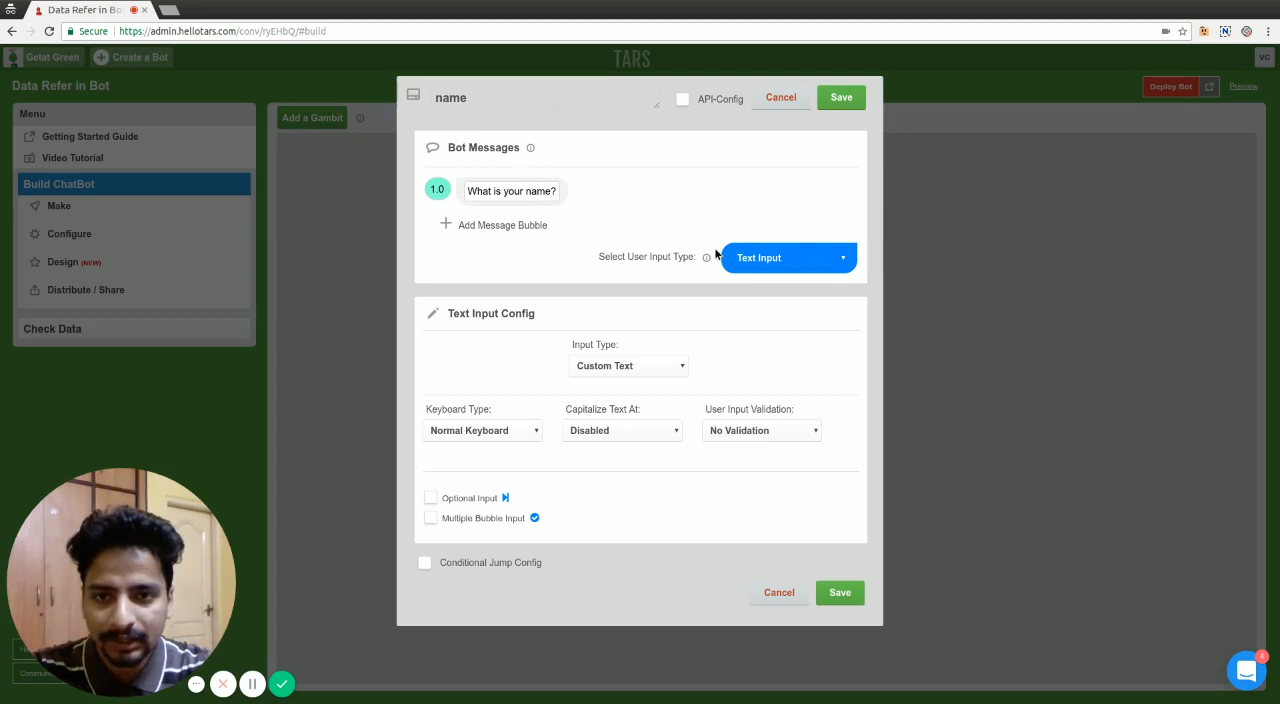 Data Refer in Bo
Secure https://admin.hellotars.com/conv/ryEHbQ/#build
Getat Green
Create a Bot
TARS
VC
Data Refer in Bot
Deploy Bot
Preview
Menu
Getting Started Guide
Video Tutorial
Build ChatBot
Make
Configure
Design (NEW)
Distribute / Share
Check Data
Add a Gambit
name
API-Config
Cancel
Save
Bot Messages
1.0
What is your name?
Add Message Bubble
Select User Input Type:
Text Input
Text Input Config
Input Type:
Custom Text
Keyboard Type:
Capitalize Text At:
User Input Validation:
Normal Keyboard
Disabled
No Validation
Optional Input
Multiple Bubble Input
Conditional Jump Config
Cancel
Save
4